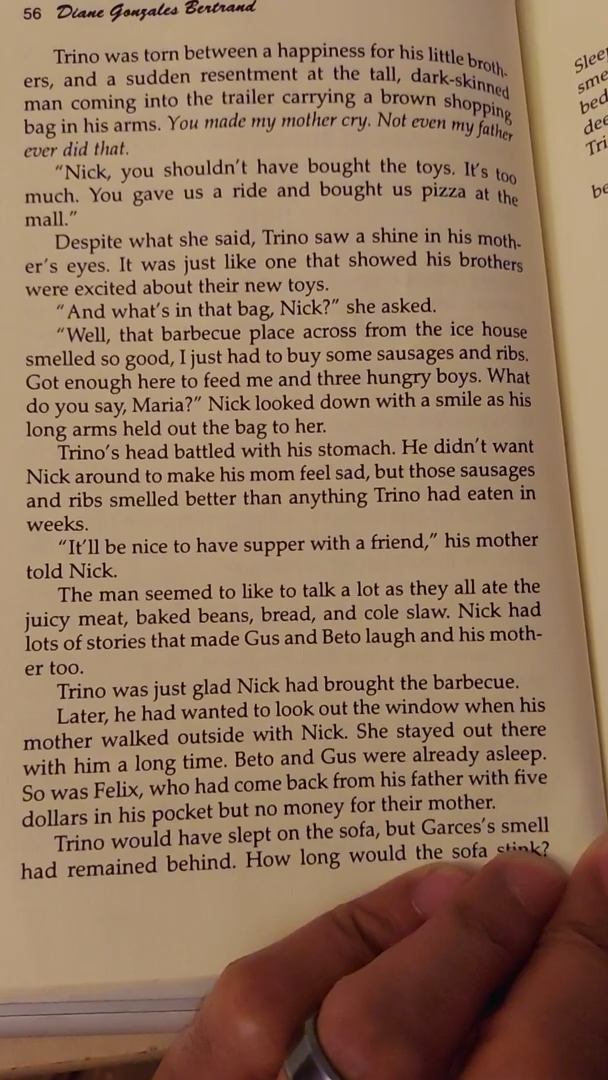 56 Diane Gonzales Bertrand
Trino was torn between a happiness for his little broth-
ers, and a sudden resentment at the tall, dark-skinned
man coming into the trailer carrying a brown shopping
bag in his arms. You made my mother cry. Not even my father
ever did that.
“Nick, you shouldn’t have bought the toys. It’s too
much. You gave us a ride and bought us pizza at the
mall.”
Despite what she said, Trino saw a shine in his moth-
er’s eyes. It was just like one that showed his brothers
were excited about their new toys.
“And what’s in that bag, Nick?” she asked.
“Well, that barbecue place across from the ice house
smelled so good, I just had to buy some sausages and ribs.
Got enough here to feed me and three hungry boys. What
do you say, Maria?” Nick looked down with a smile as his
long arms held out the bag to her.
Trino’s head battled with his stomach. He didn’t want
Nick around to make his mom feel sad, but those sausages
and ribs smelled better than anything Trino had eaten in
weeks.
“It’ll be nice to have supper with a friend,” his mother
told Nick.
The man seemed to like to talk a lot as they all ate the
juicy meat, baked beans, bread, and cole slaw. Nick had
lots of stories that made Gus and Beto laugh and his moth-
er too.
Trino was just glad Nick had brought the barbecue.
Later, he had wanted to look out the window when his
mother walked outside with Nick. She stayed out there
with him a long time. Beto and Gus were already asleep.
So was Felix, who had come back from his father with five
dollars in his pocket but no money for their mother.
Trino would have slept on the sofa, but Garces’s smell
had remained behind. How long would the sofa stink?
Tri
be